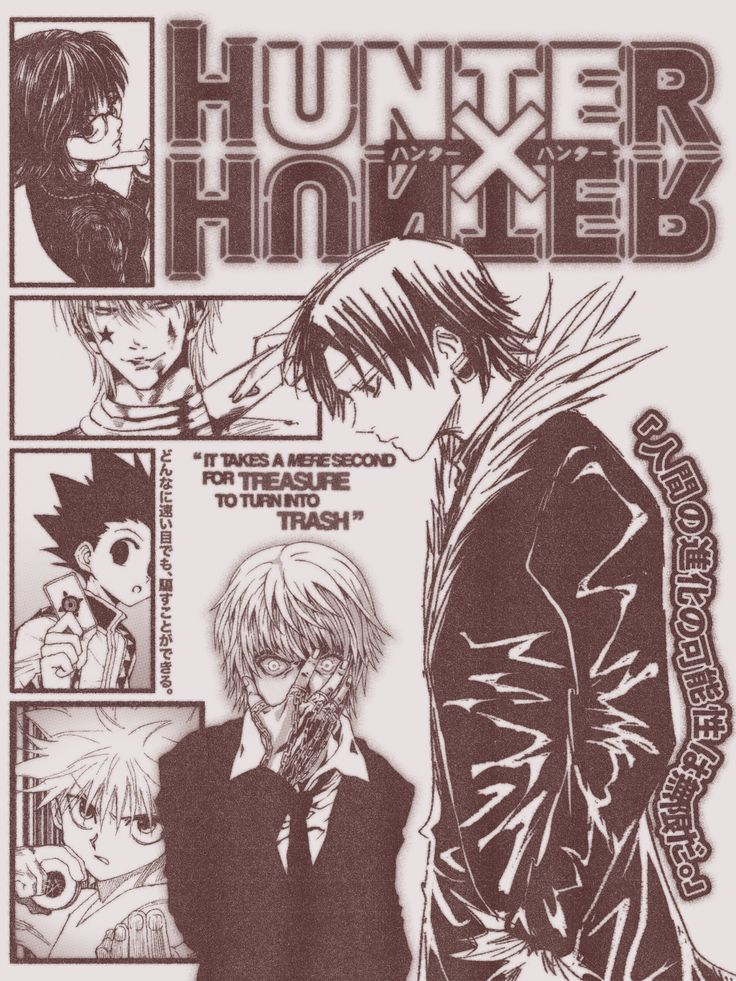 HUNTER
ハンター × ハンター
HUNTER
“IT TAKES A MERE SECOND
FOR TREASURE
TO TURN INTO
TRASH”
どんなに速い目でも、騙すことができる。
『人間の進化の可能性は無限だ。』